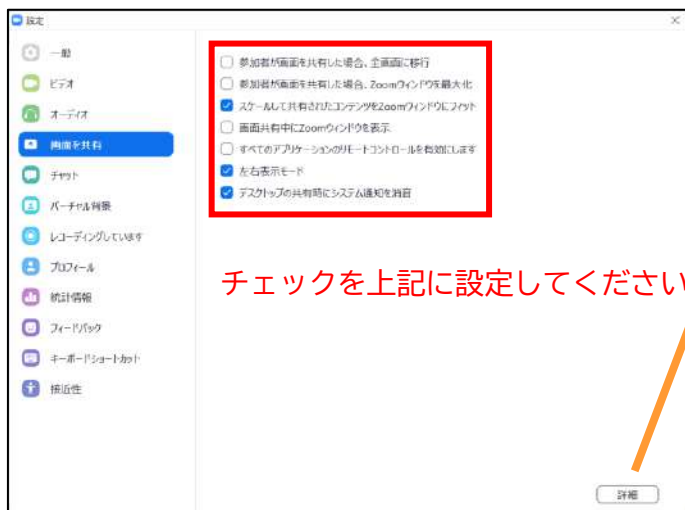 設定
一般
ビデオ
オーディオ
画面を共有
チャット
バーチャル背景
レコーディングしています
プロフィール
統計情報
フィードバック
キーボードショートカット
接近性
参加者が画面を共有した場合、全画面に移行
参加者が画面を共有した場合、Zoomウィンドウを最大化
スケールして共有されたコンテンツをZoomウィンドウにフィット
画面共有中にZoomウィンドウを表示
すべてのアプリケーションのリモートコントロールを有効にします
左右表示モード
デスクトップの共有時にシステム通知を消音
チェックを上記に設定してください
詳細